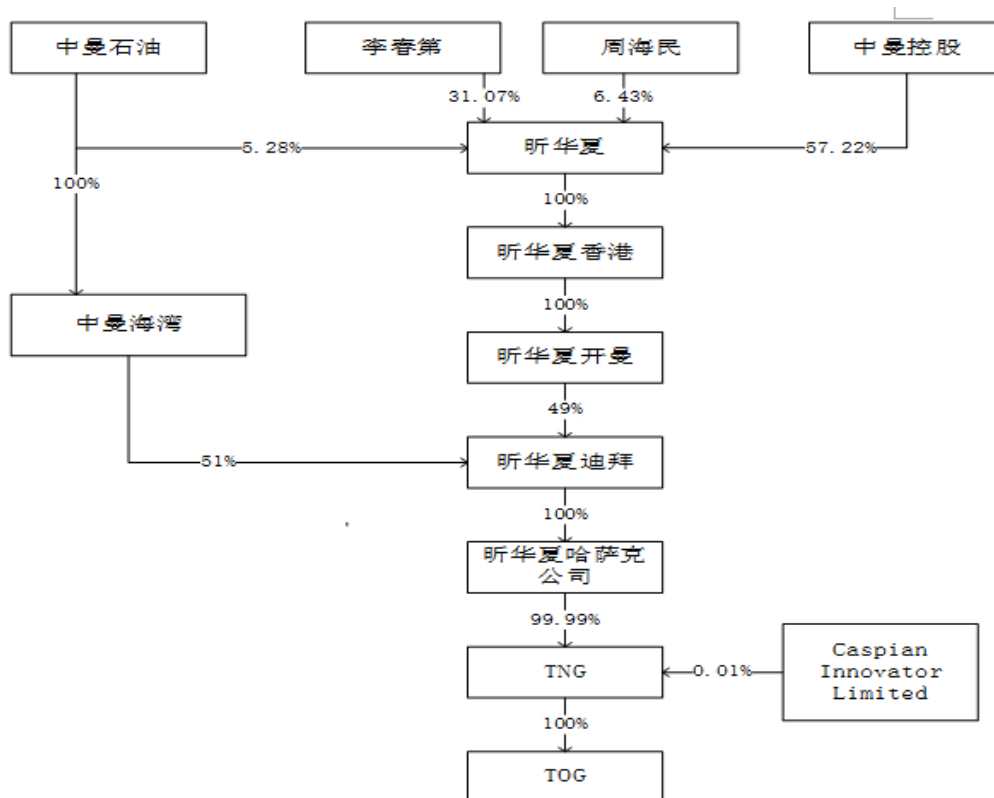 中曼石油
李春第
周海民
中曼控股
31.07%
6.43%
5.28%
昕华夏
57.22%
100%
100%
昕华夏香港
中曼海湾
100%
昕华夏开曼
49%
51%
昕华夏迪拜
100%
昕华夏哈萨克
公司
99.99%
TNG
0.01%
Caspian
Innovator
Limited
100%
TOG